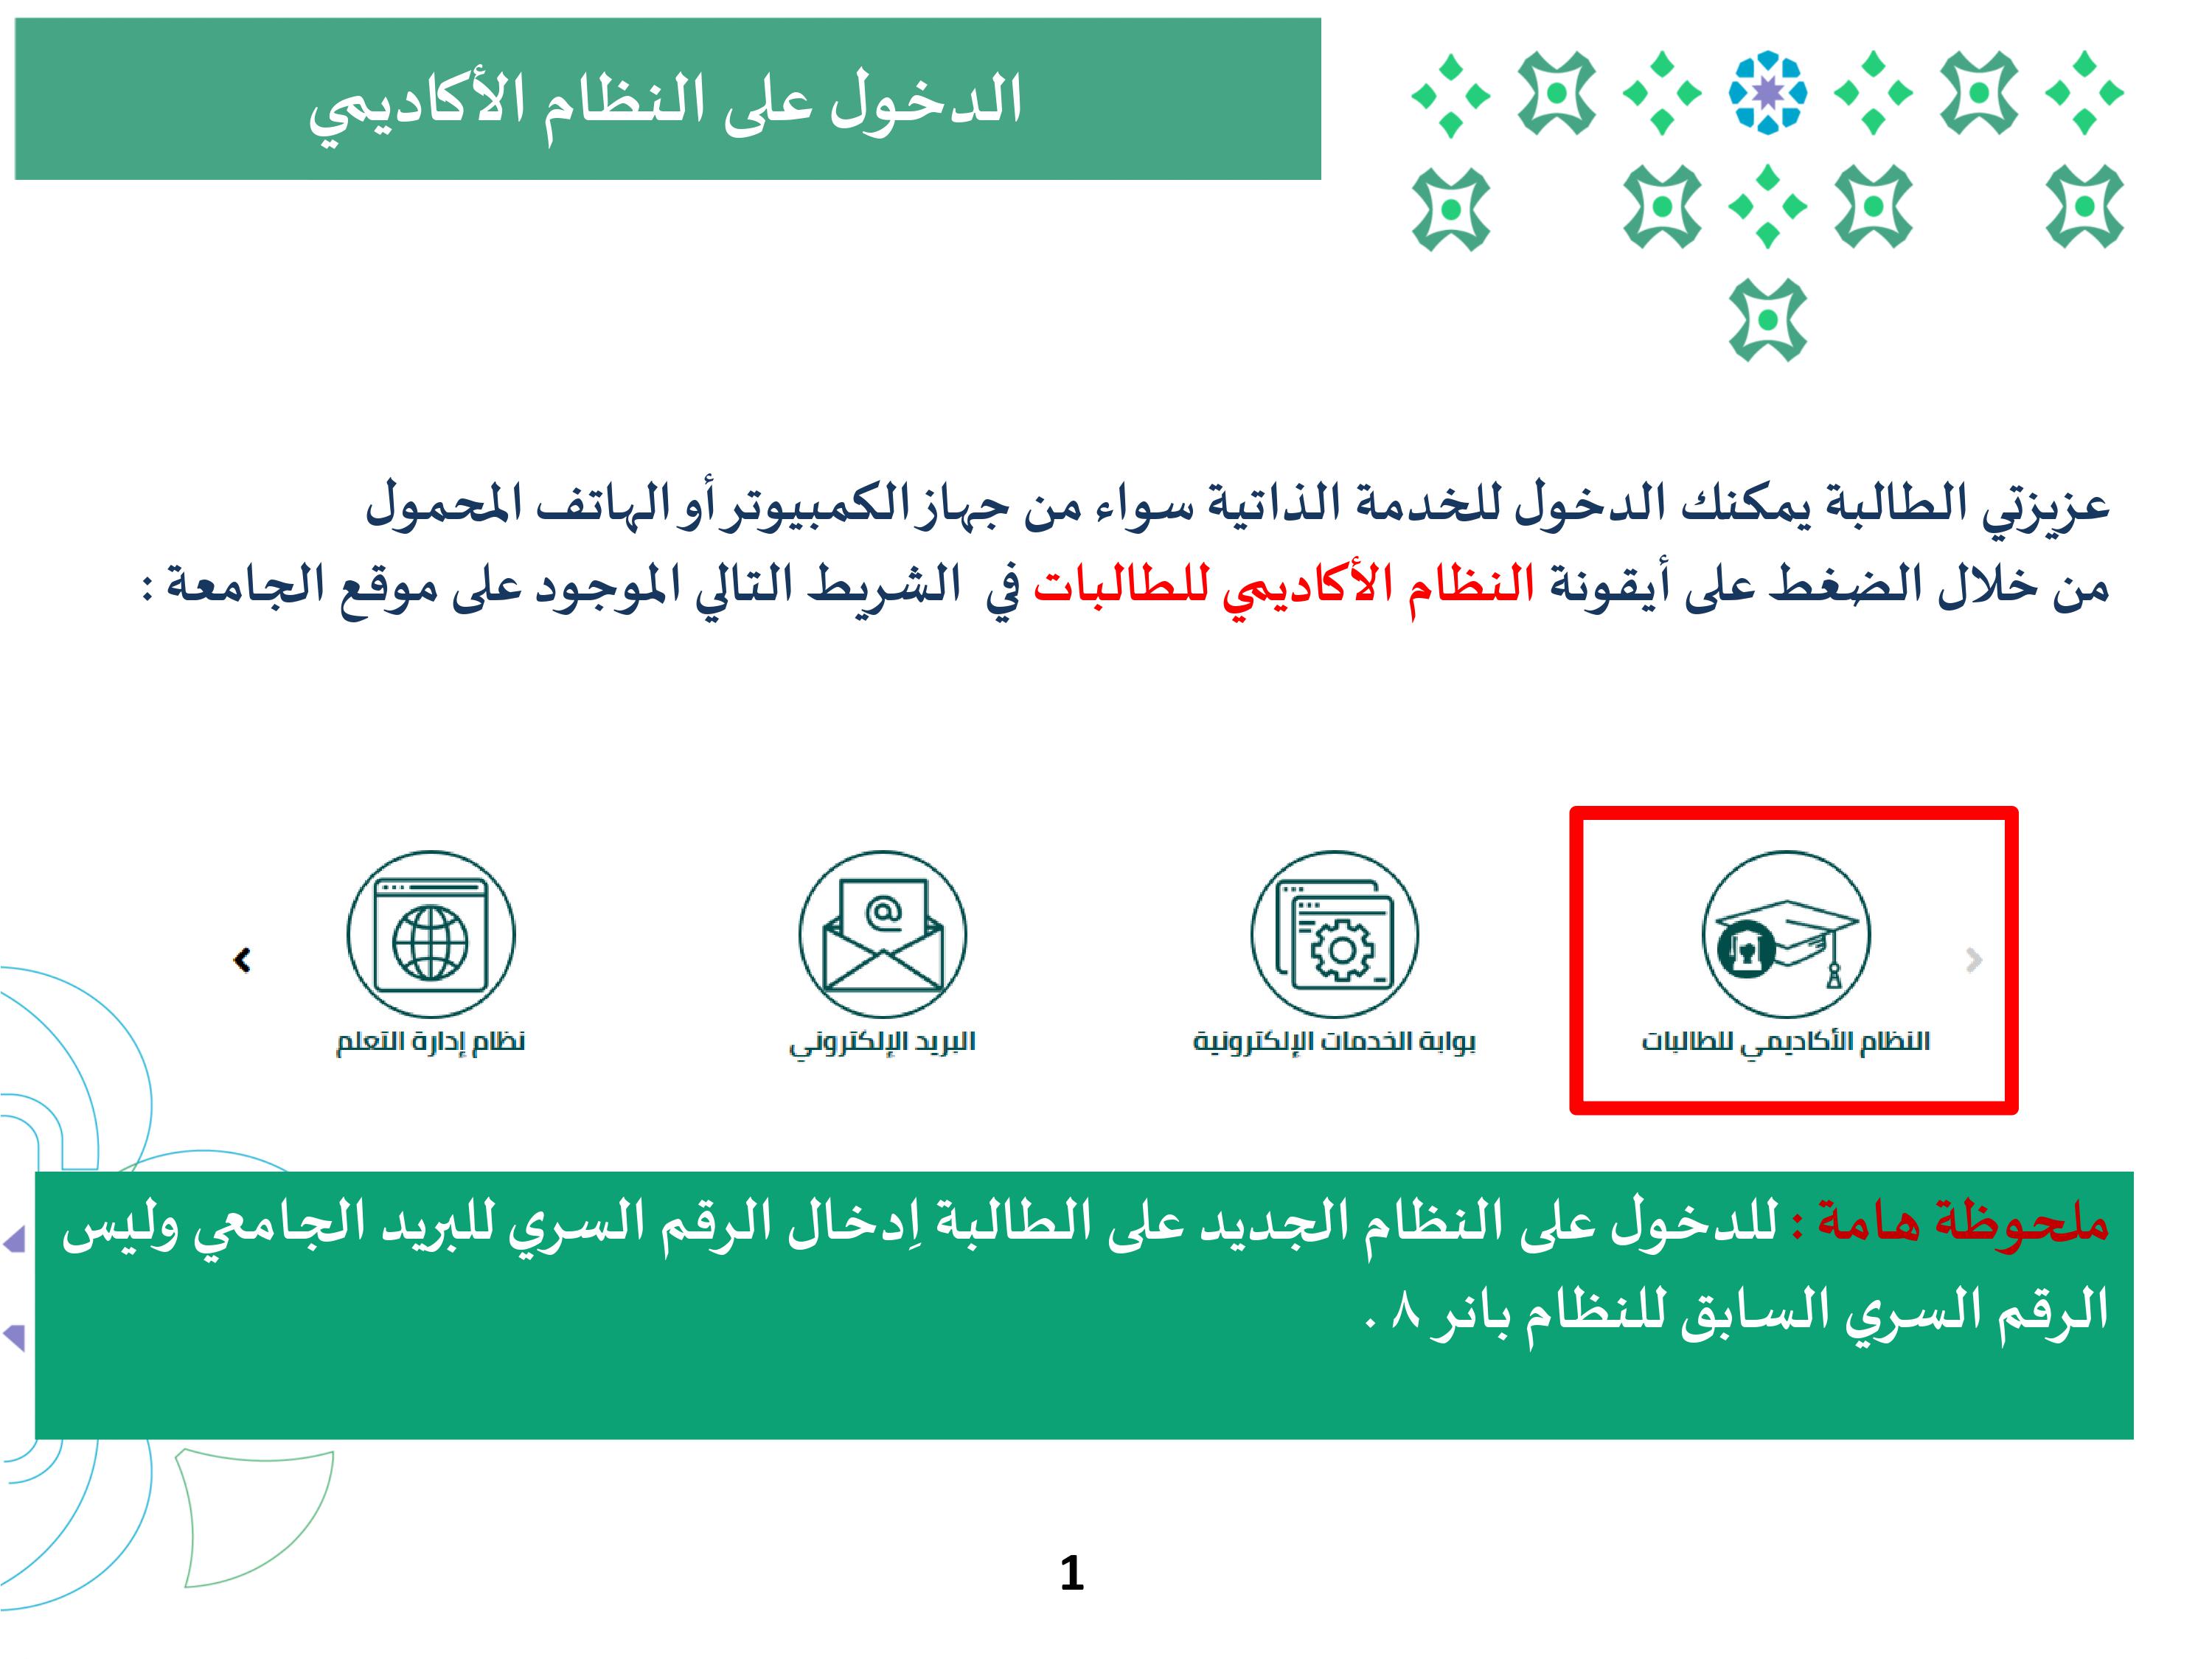 الدخول على النظام الأكاديمي
عزيزتي الطالبة يمكنك الدخول للخدمة الذاتية سواء من جهاز الكمبيوتر أو الهاتف المحمول
من خلال الضغط على أيقونة النظام الأكاديمي للطالبات في الشريط التالي الموجود على موقع الجامعة :
النظام الأكاديمي للطالبات
بوابة الخدمات الإلكترونية
البريد الإلكتروني
نظام إدارة التعلم
ملحوظة هامة : للدخول على النظام الجديد على الطالبة اِدخال الرقم السري للبريد الجامعي وليس
الرقم السري السابق للنظام بانر ٨ .
1